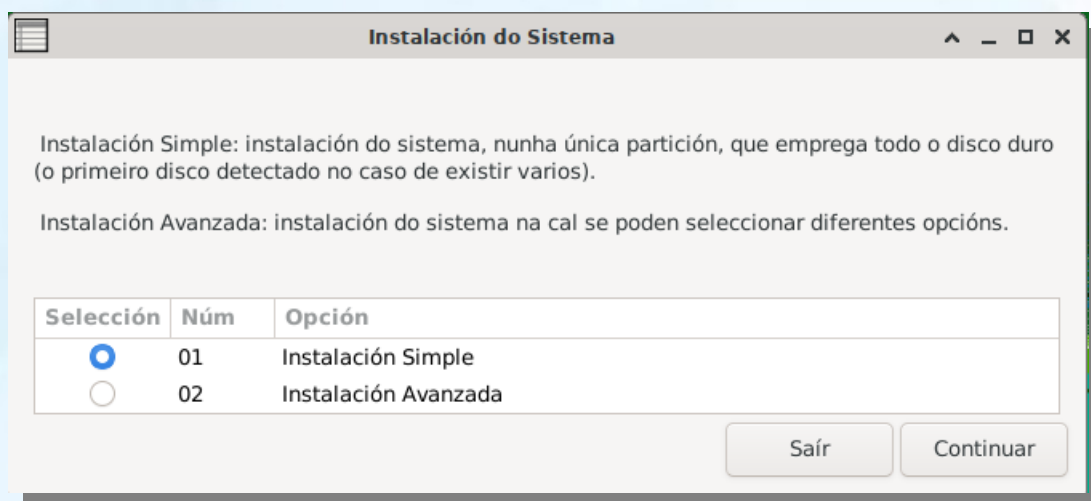 Instalación do Sistema
Instalación Simple: instalación do sistema, nunha única partición, que emprega todo o disco duro
(o primeiro disco detectado no caso de existir varios).
Instalación Avanzada: instalación do sistema na cal se poden seleccionar diferentes opcións.
Selección Núm Opción
01 Instalación Simple
02 Instalación Avanzada
Saír Continuar